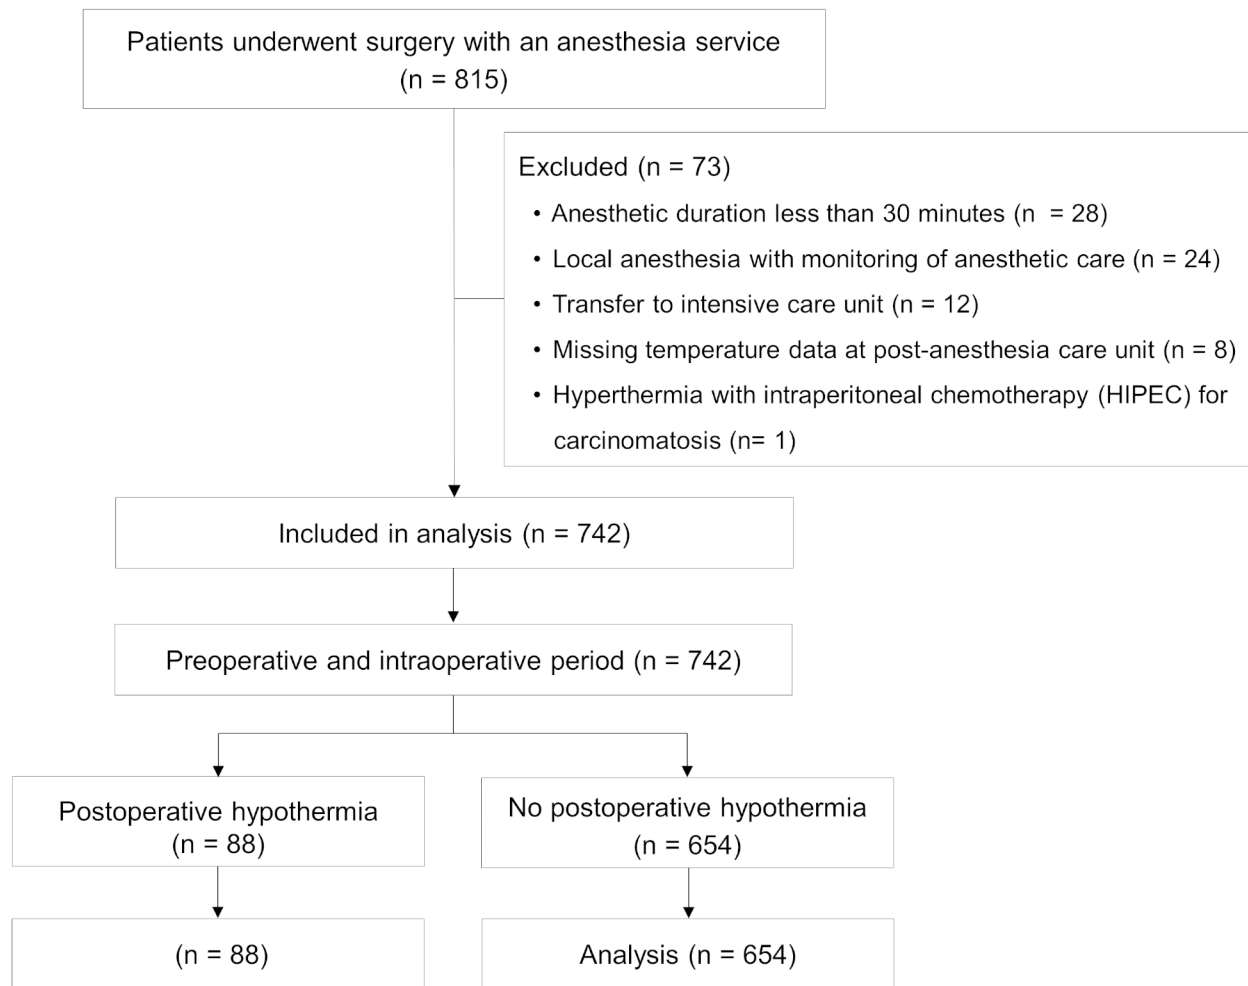 Patients underwent surgery with an anesthesia service
(n = 815)
Excluded (n = 73)
• Anesthetic duration less than 30 minutes (n  = 28)
• Local anesthesia with monitoring of anesthetic care (n = 24)
• Transfer to intensive care unit (n = 12)
• Missing temperature data at post-anesthesia care unit (n = 8)
• Hyperthermia with intraperitoneal chemotherapy (HIPEC) for
carcinomatosis (n= 1)
Included in analysis (n = 742)
Preoperative and intraoperative period (n = 742)
Postoperative hypothermia
(n = 88)
No postoperative hypothermia
(n = 654)
(n = 88)
Analysis (n = 654)